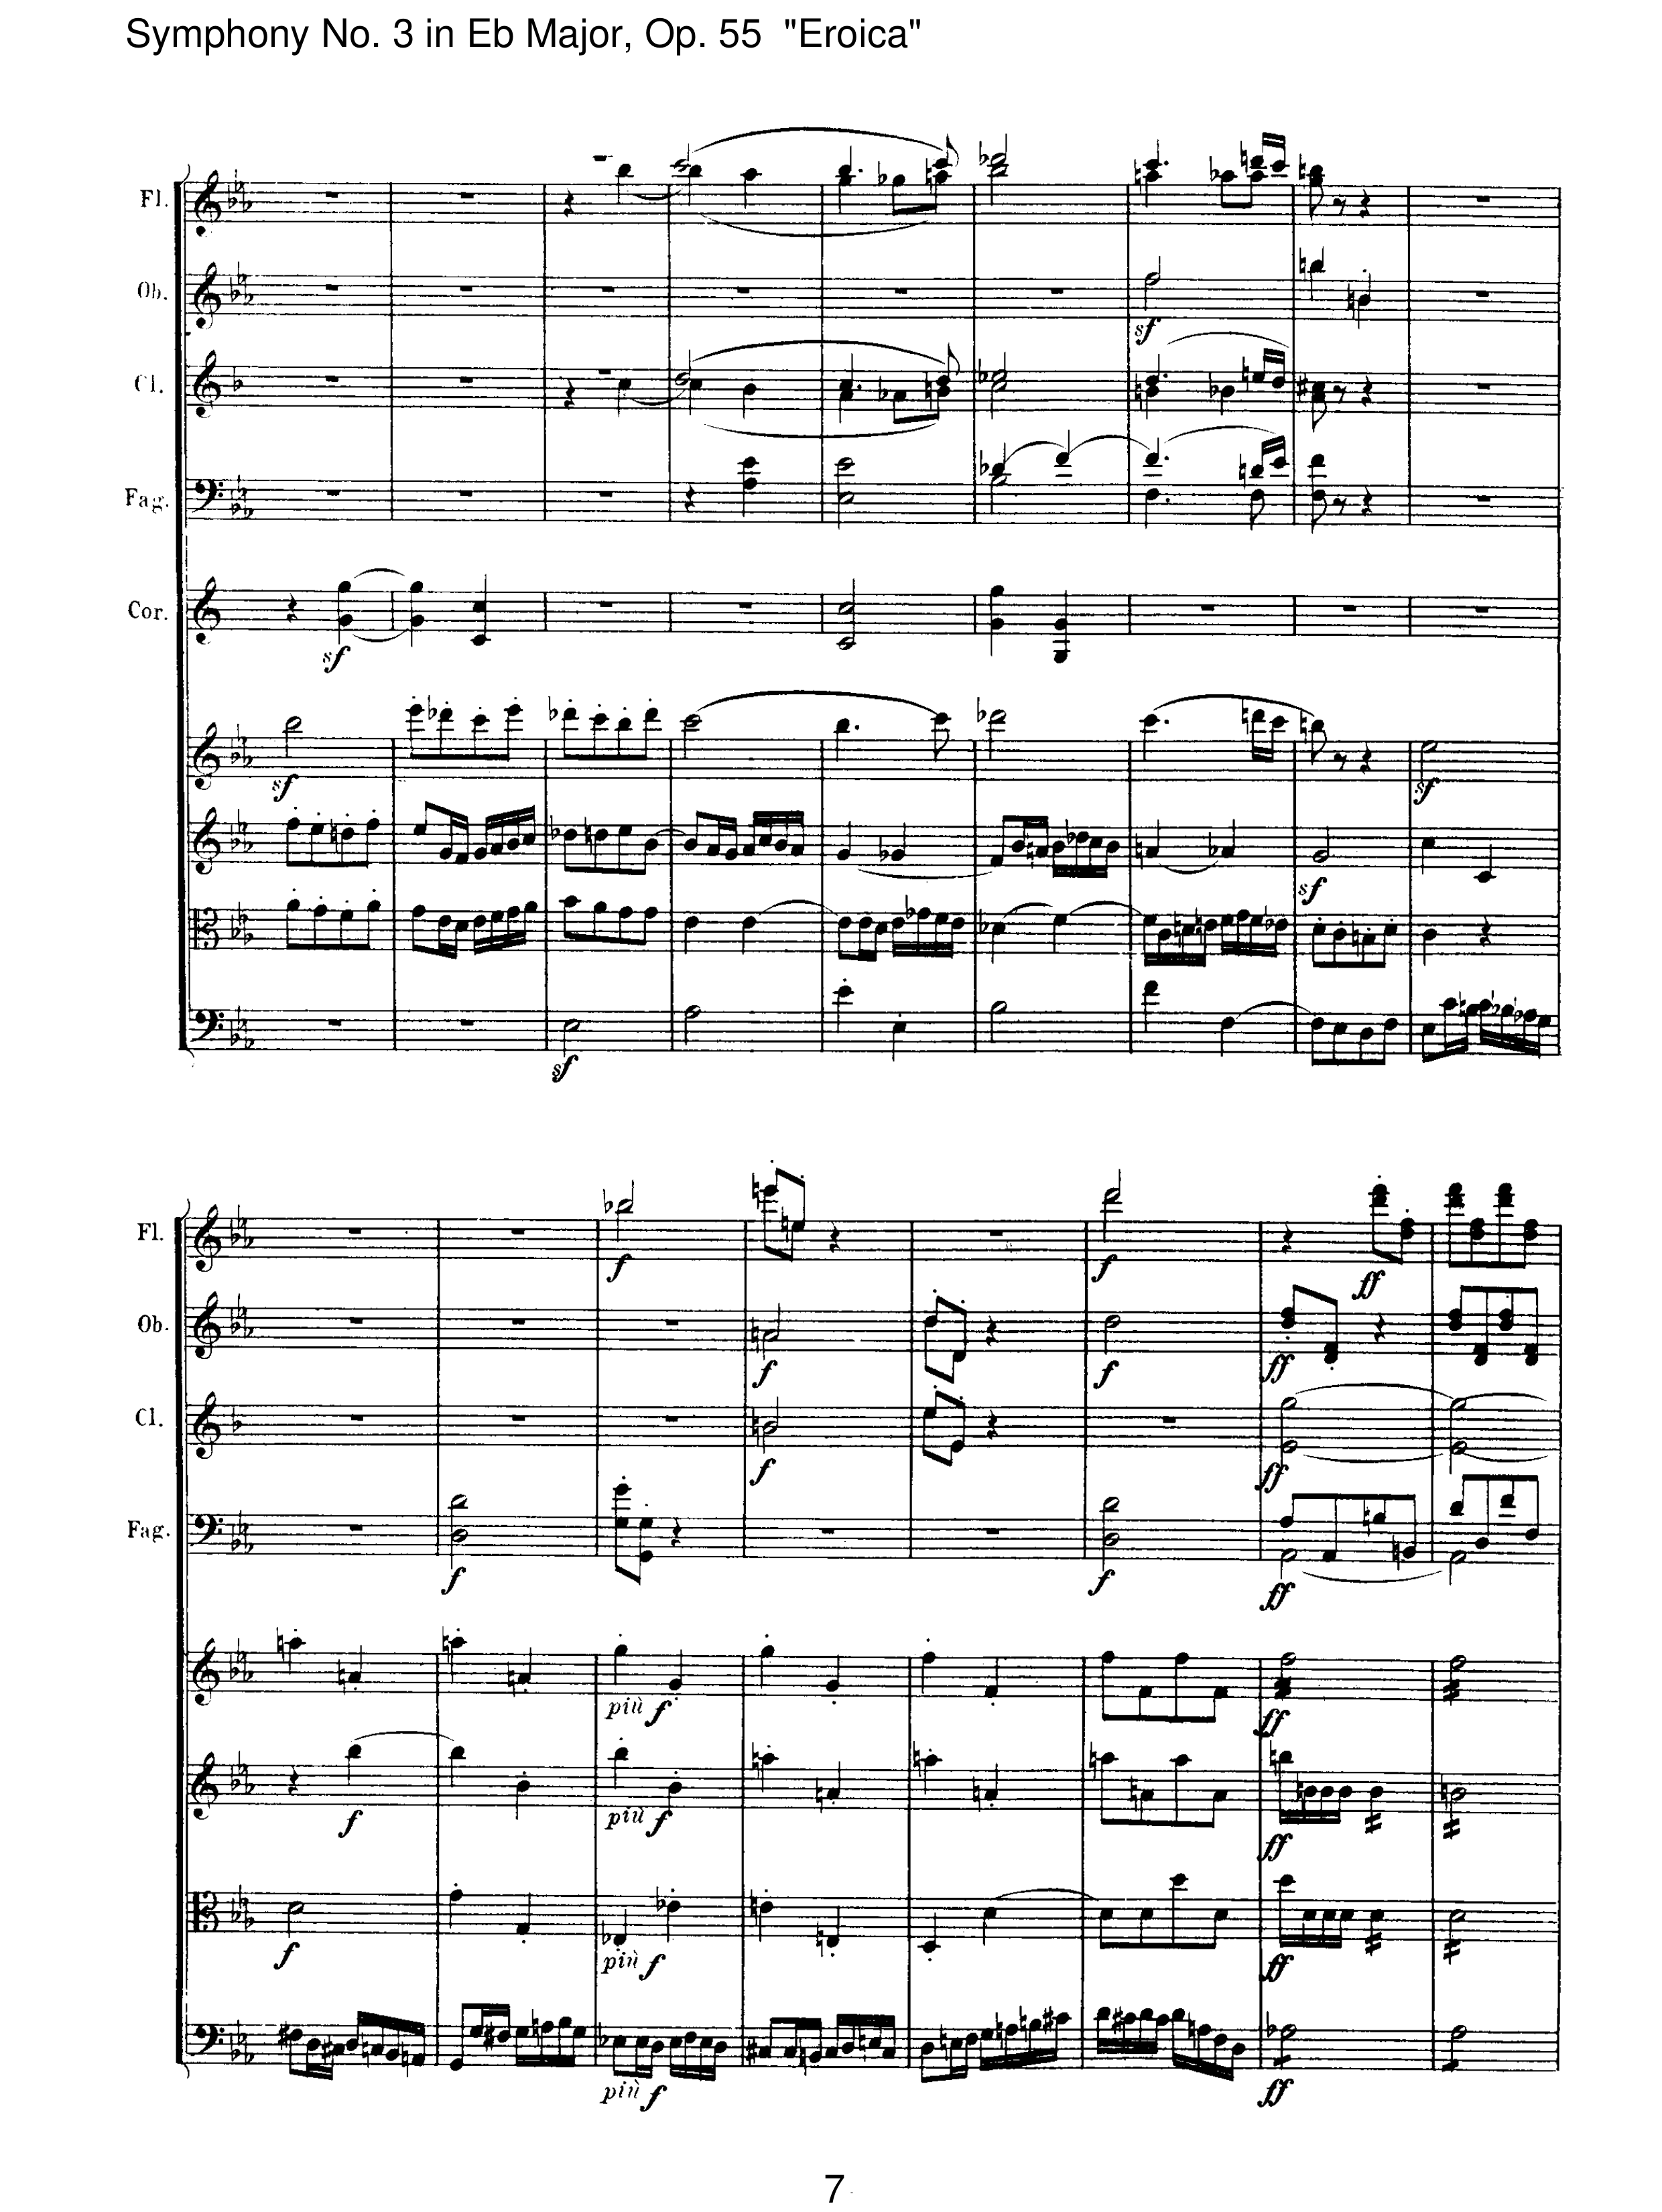 Symphony No. 3 in Eb Major, Op. 55 "Eroica"
Fl.
Ob.
sf
Cl.
Fag.
Cor.
sf
sf
sf
sf
sf
Fl.
f
f
ff
Ob.
f
f
ff
Cl.
f
ff
Fag.
f
f
ff
più f
ff
f
più f
ff
f
più f
ff
più f
ff
7